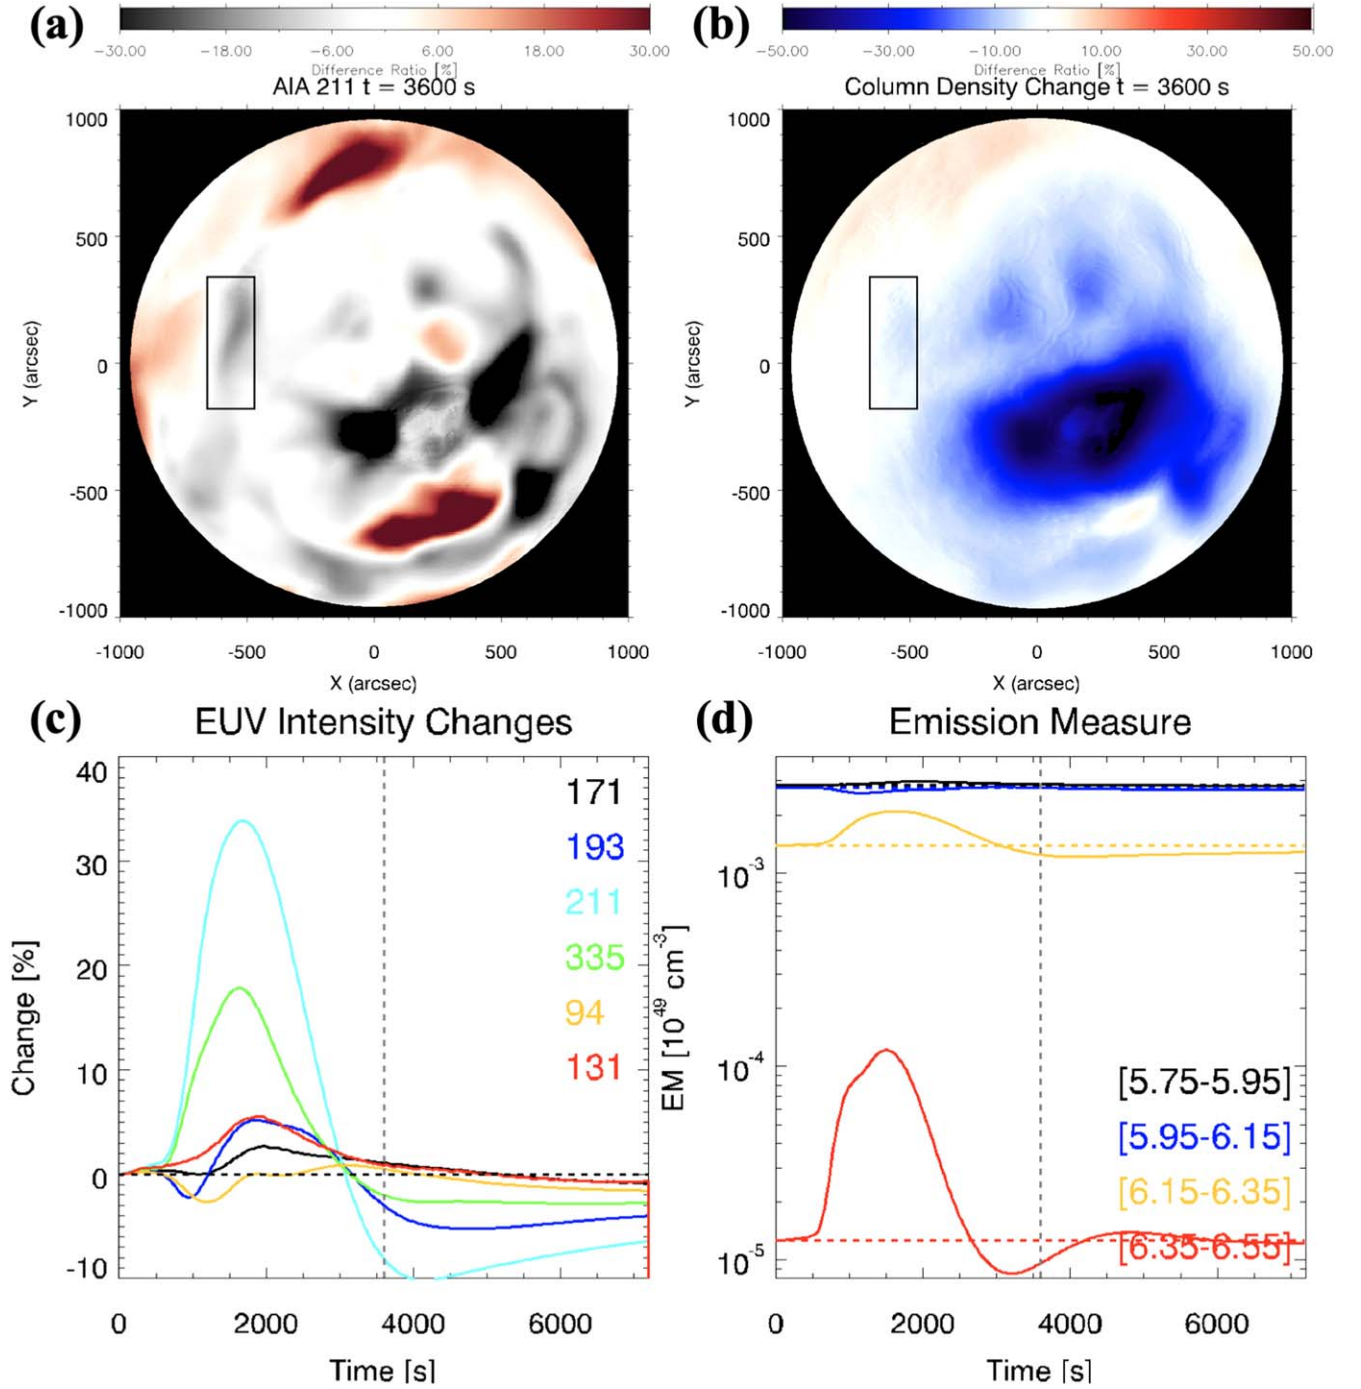 (a)
−30.00 −18.00 −6.00 6.00 18.00 30.00
Difference Ratio [%]
AIA 211 t = 3600 s
1000
500
0
-500
-1000
Y (arcsec)
-1000 -500 0 500 1000
X (arcsec)
(b)
−50.00 −30.00 −10.00 10.00 30.00 50.00
Difference Ratio [%]
Column Density Change t = 3600 s
1000
500
0
-500
-1000
Y (arcsec)
-1000 -500 0 500 1000
X (arcsec)
(c)
EUV Intensity Changes
40
30
20
10
0
-10
Change [%]
171
193
211
335
94
131
0 2000 4000 6000
Time [s]
(d)
Emission Measure
10-3
10-4
10-5
EM [1049 cm-3]
[5.75-5.95]
[5.95-6.15]
[6.15-6.35]
[6.35-6.55]
0 2000 4000 6000
Time [s]